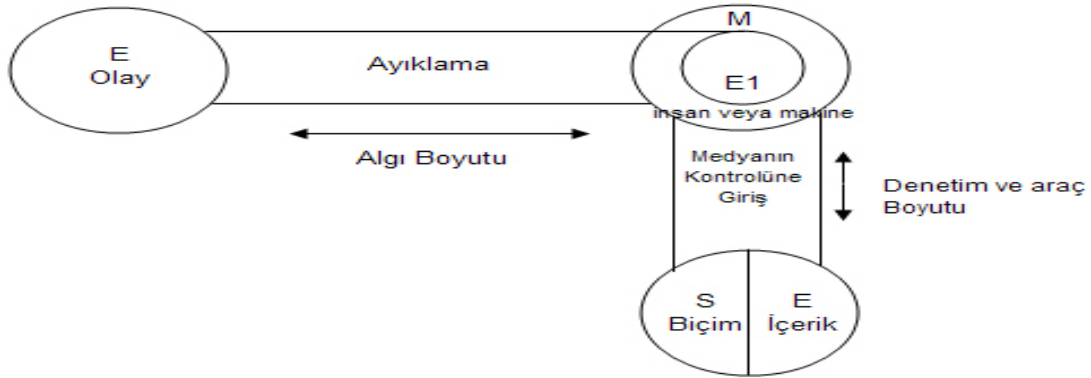 E
Olay
Ayıklama
Algı Boyutu
M
E1
insan veya makine
Medyanın
Kontrolüne
Giriş
Denetim ve araç
Boyutu
S
Biçim
E
İçerik